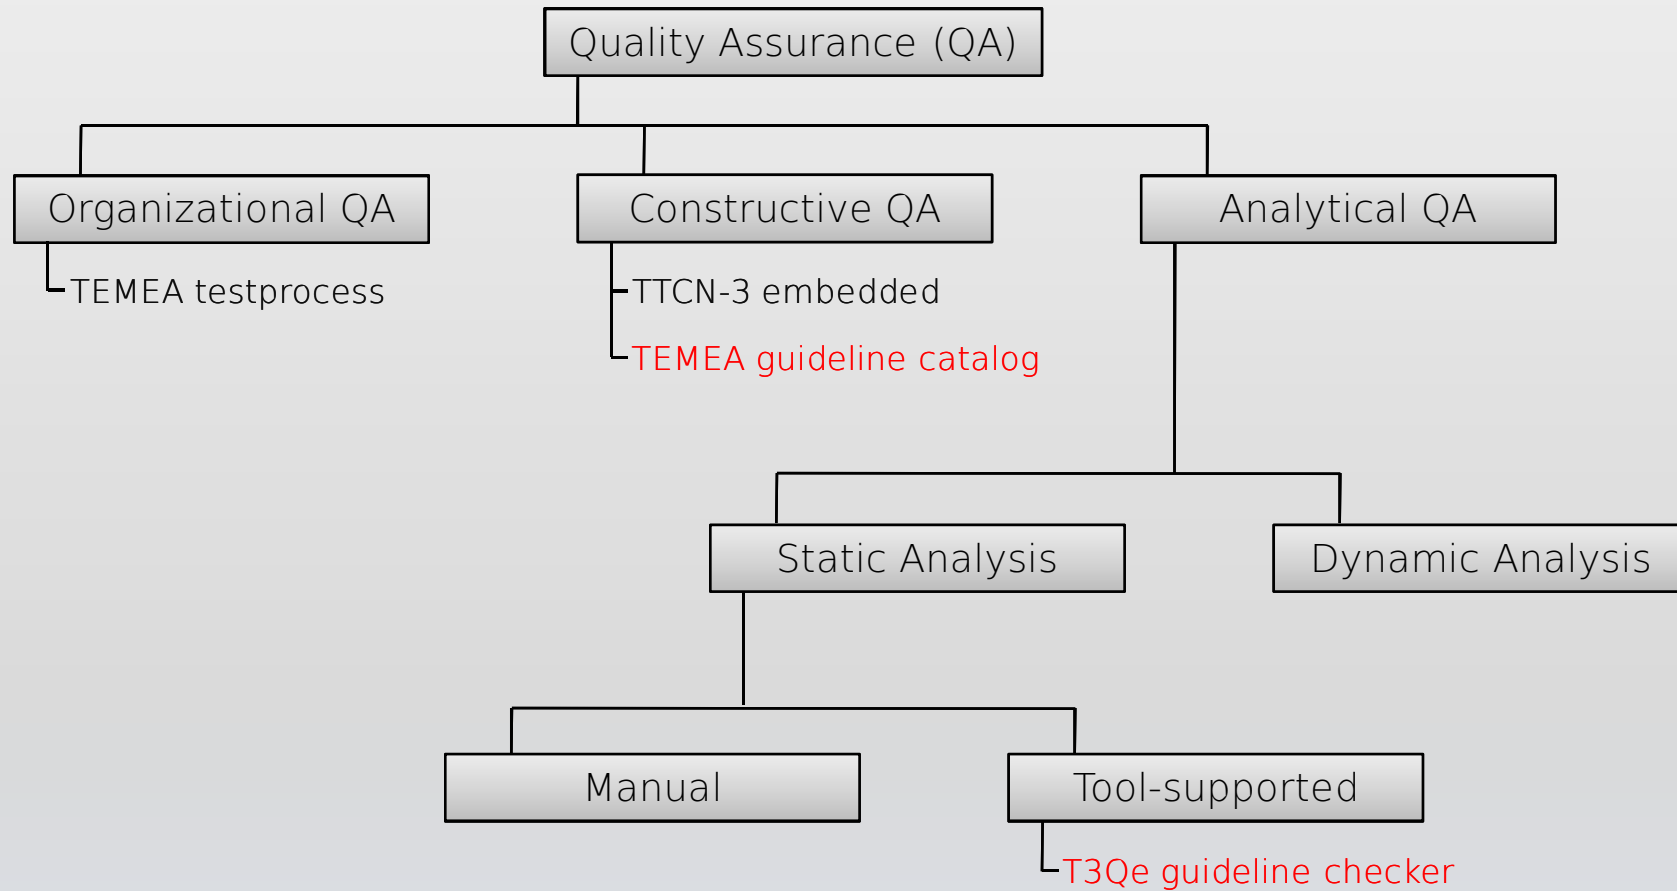 Quality Assurance (QA)
Organizational QA
Constructive QA
Analytical QA
TEMEA testprocess
TTCN-3 embedded
TEMEA guideline catalog
Static Analysis
Dynamic Analysis
Manual
Tool-supported
T3Qe guideline checker